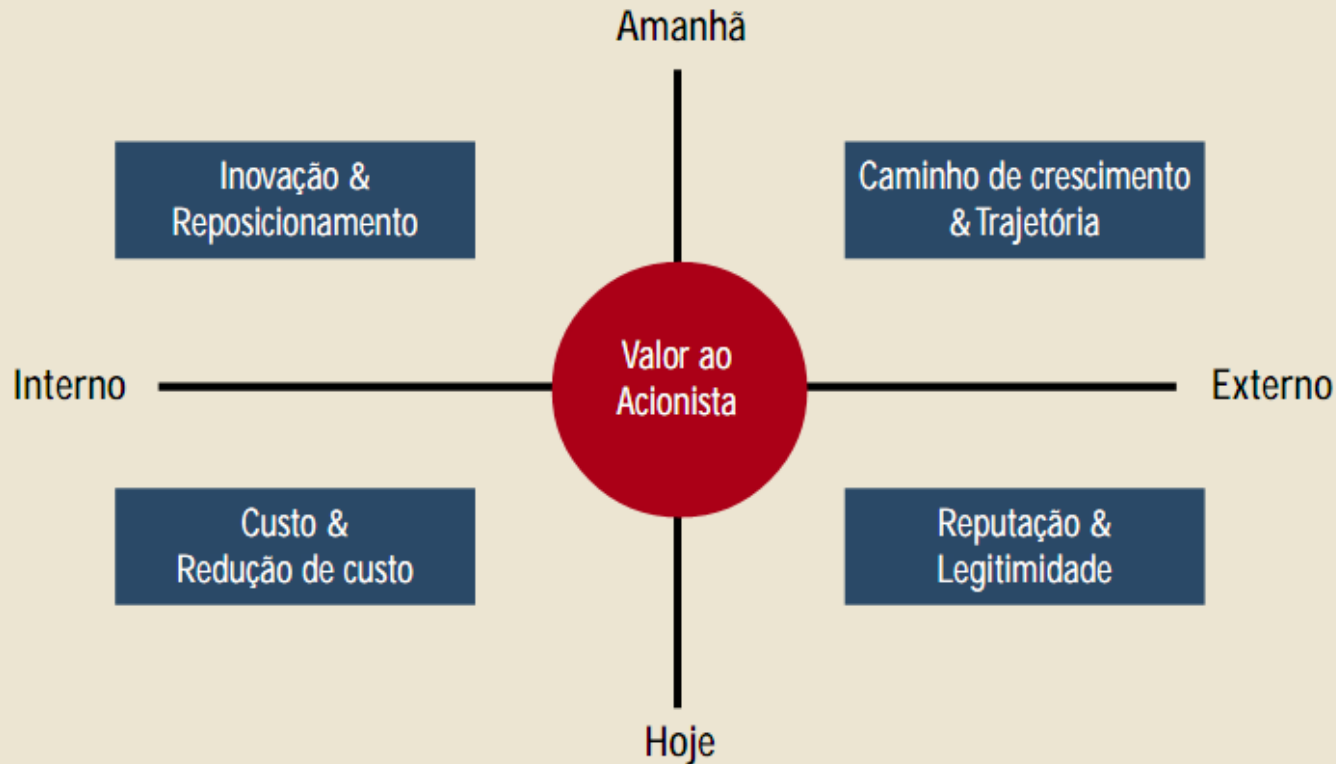 Amanhã
Inovação &
Reposicionamento
Caminho de crescimento
& Trajetória
Interno
Valor ao
Acionista
Externo
Custo &
Redução de custo
Reputação &
Legitimidade
Hoje